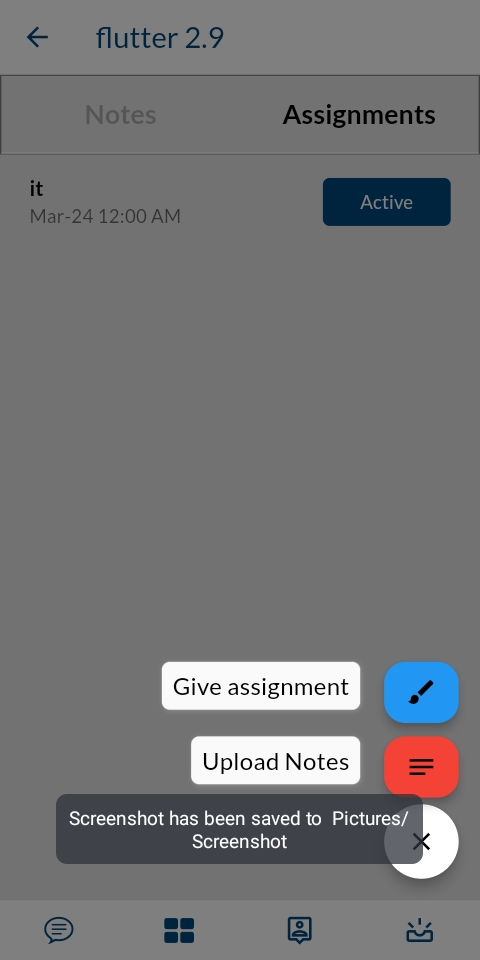 flutter 2.9
Notes
Assignments
it
Mar-24 12:00 AM
Active
Give assignment
Upload Notes
Screenshot has been saved to  Pictures/
Screenshot